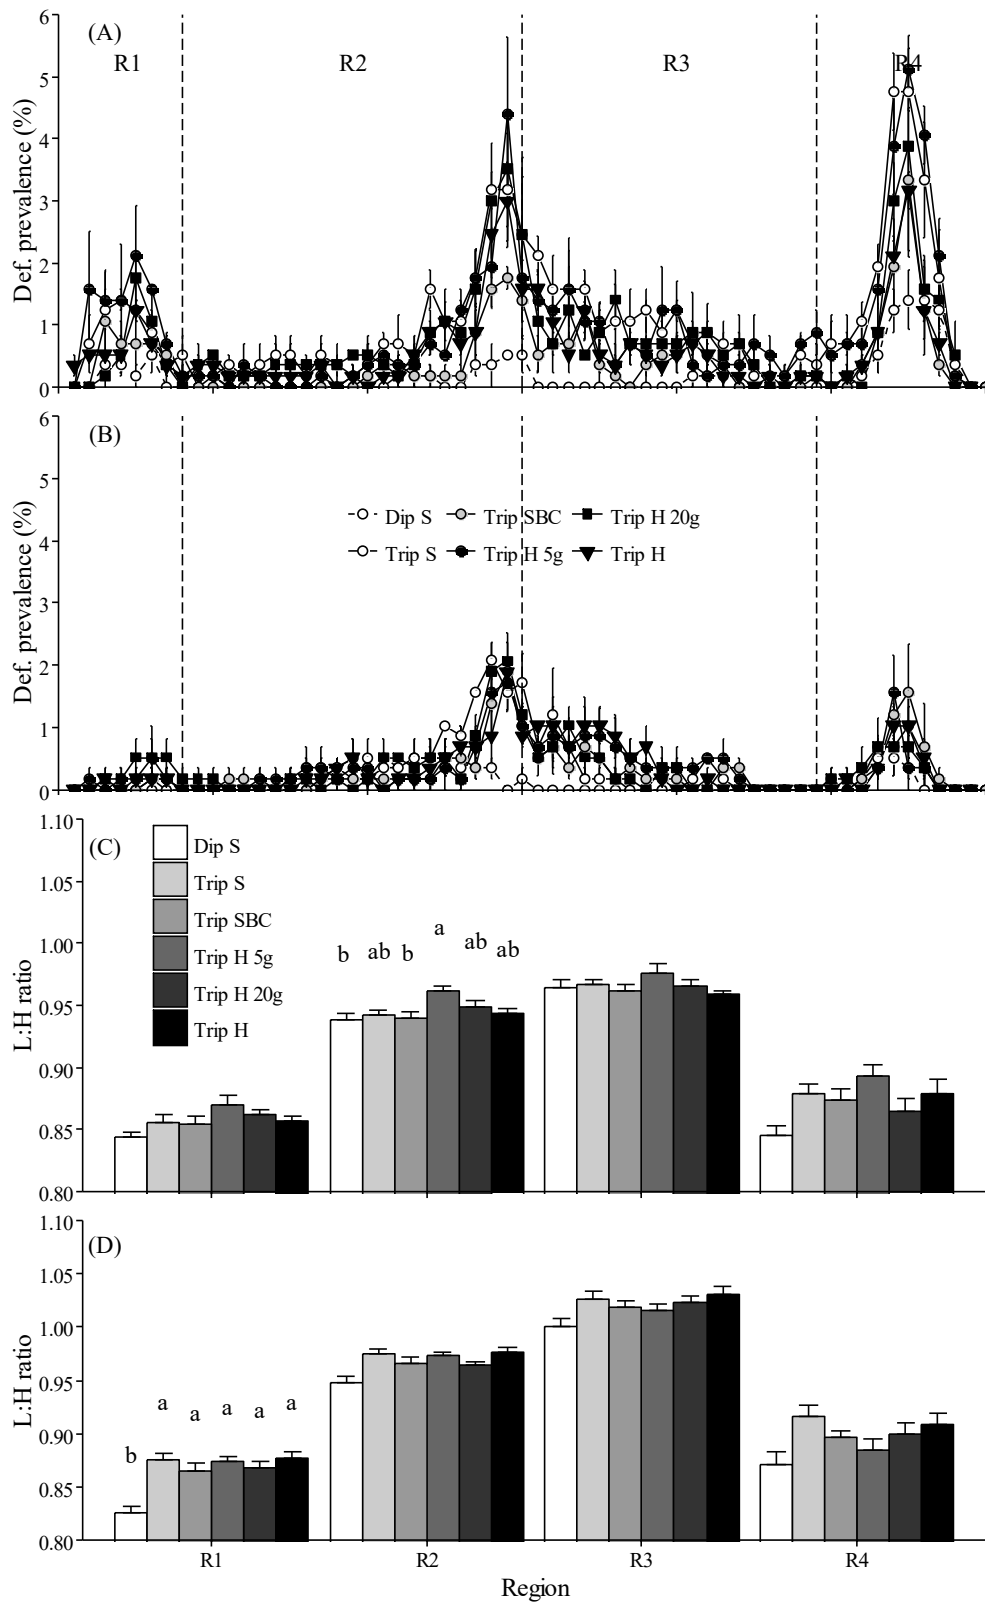 (A)
R1 R2 R3 R4
Def. prevalence (%)
6
5
4
3
2
1
0
(B)
Def. prevalence (%)
6
5
4
3
2
1
0
Dip S Trip SBC Trip H 20g
Trip S Trip H 5g Trip H
(C)
L:H ratio
1.10
1.05
1.00
0.95
0.90
0.85
0.80
Dip S
Trip S
Trip SBC
Trip H 5g
Trip H 20g
Trip H
b ab b a ab ab
(D)
L:H ratio
1.10
1.05
1.00
0.95
0.90
0.85
0.80
b a a a a a
R1 R2 R3 R4
Region